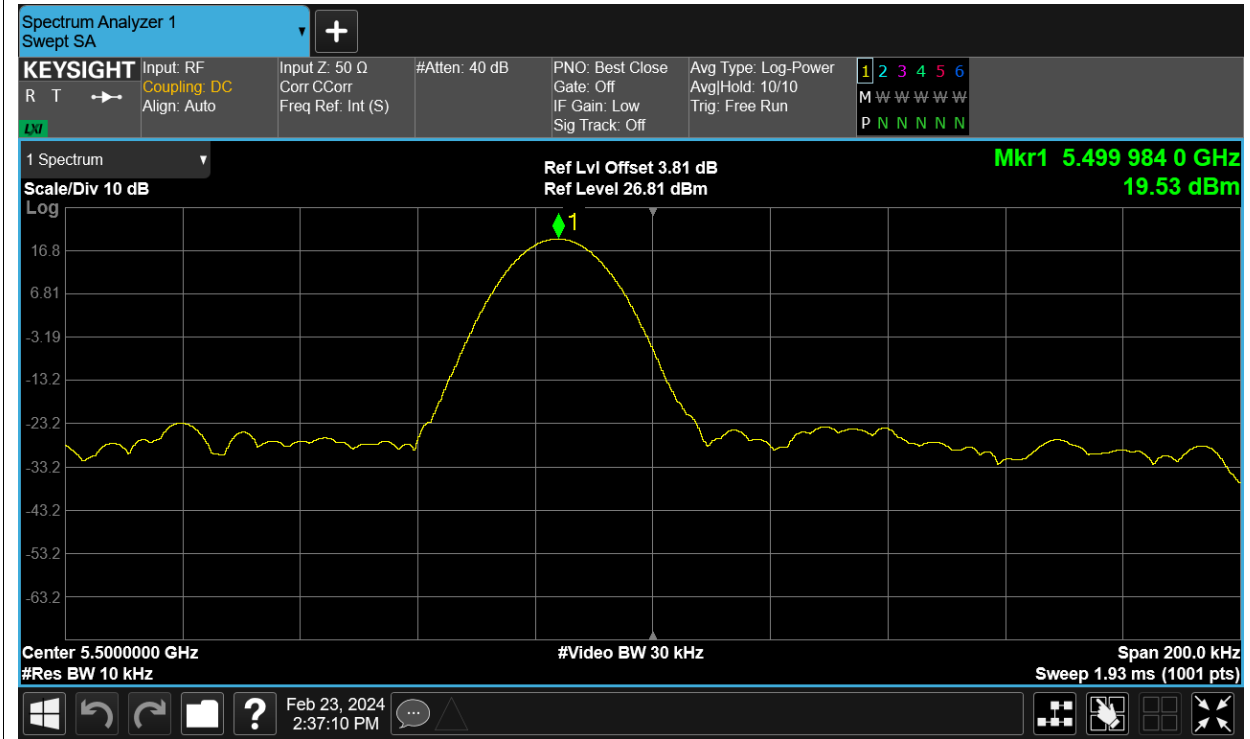 Spectrum Analyzer 1
Swept SA
+
KEYSIGHT
R T
LXI
Input: RF
Coupling: DC
Align: Auto
Input Z: 50 Ω
Corr CCorr
Freq Ref: Int (S)
#Atten: 40 dB
PNO: Best Close
Gate: Off
IF Gain: Low
Sig Track: Off
Avg Type: Log-Power
Avg|Hold: 10/10
Trig: Free Run
1 2 3 4 5 6
M W W W W W
P N N N N N
1 Spectrum
Scale/Div 10 dB
Log
Ref Lvl Offset 3.81 dB
Ref Level 26.81 dBm
Mkr1 5.499 984 0 GHz
19.53 dBm
1
16.8
6.81
-3.19
-13.2
-23.2
-33.2
-43.2
-53.2
-63.2
Center 5.5000000 GHz
#Res BW 10 kHz
#Video BW 30 kHz
Span 200.0 kHz
Sweep 1.93 ms (1001 pts)
?
Feb 23, 2024
2:37:10 PM